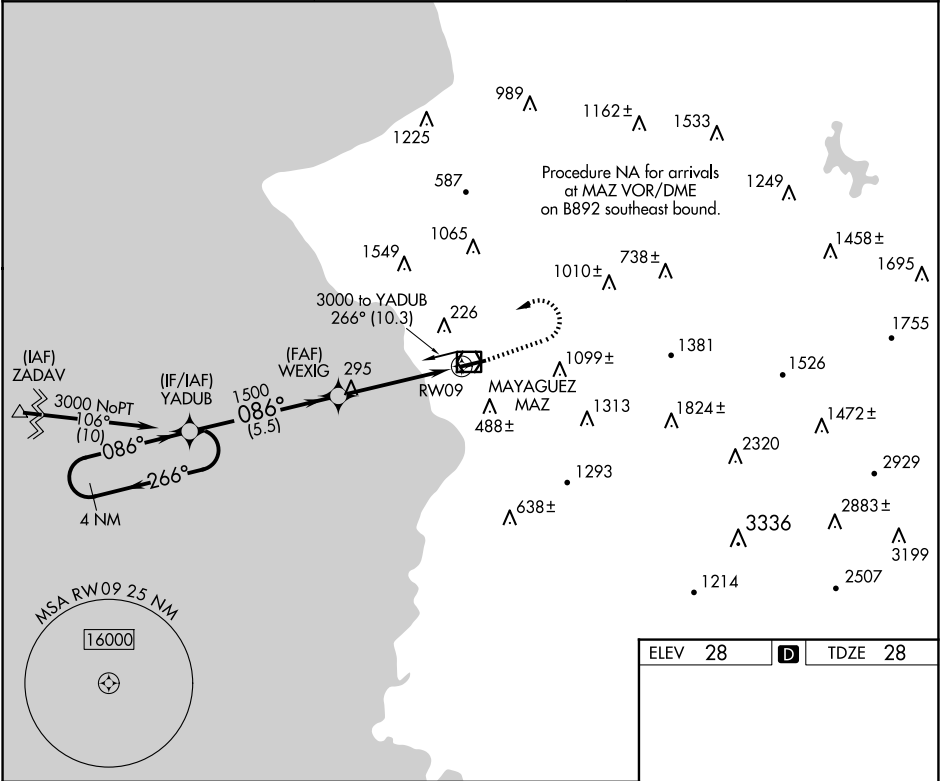 989
1162±
1533
1225
Procedure NA for arrivals
at MAZ VOR/DME
on B892 southeast bound.
587
1249
1065
1549
1458±
738±
1010±
1695
3000 to YADUB
266° (10.3)
226
1755
(IAF)
ZADAV
(FAF)
WEXIG
295
1099±
1381
1526
(IF/IAF)
YADUB
RW09
MAYAGUEZ
MAZ
3000 NoPT
106°
(10)
1500
086°
(5.5)
086°
488±
1313
1824±
1472±
2320
266°
2929
1293
4 NM
638±
2883±
3336
3199
1214
2507
MSA RW09 25 NM
16000
ELEV 28 D TDZE 28